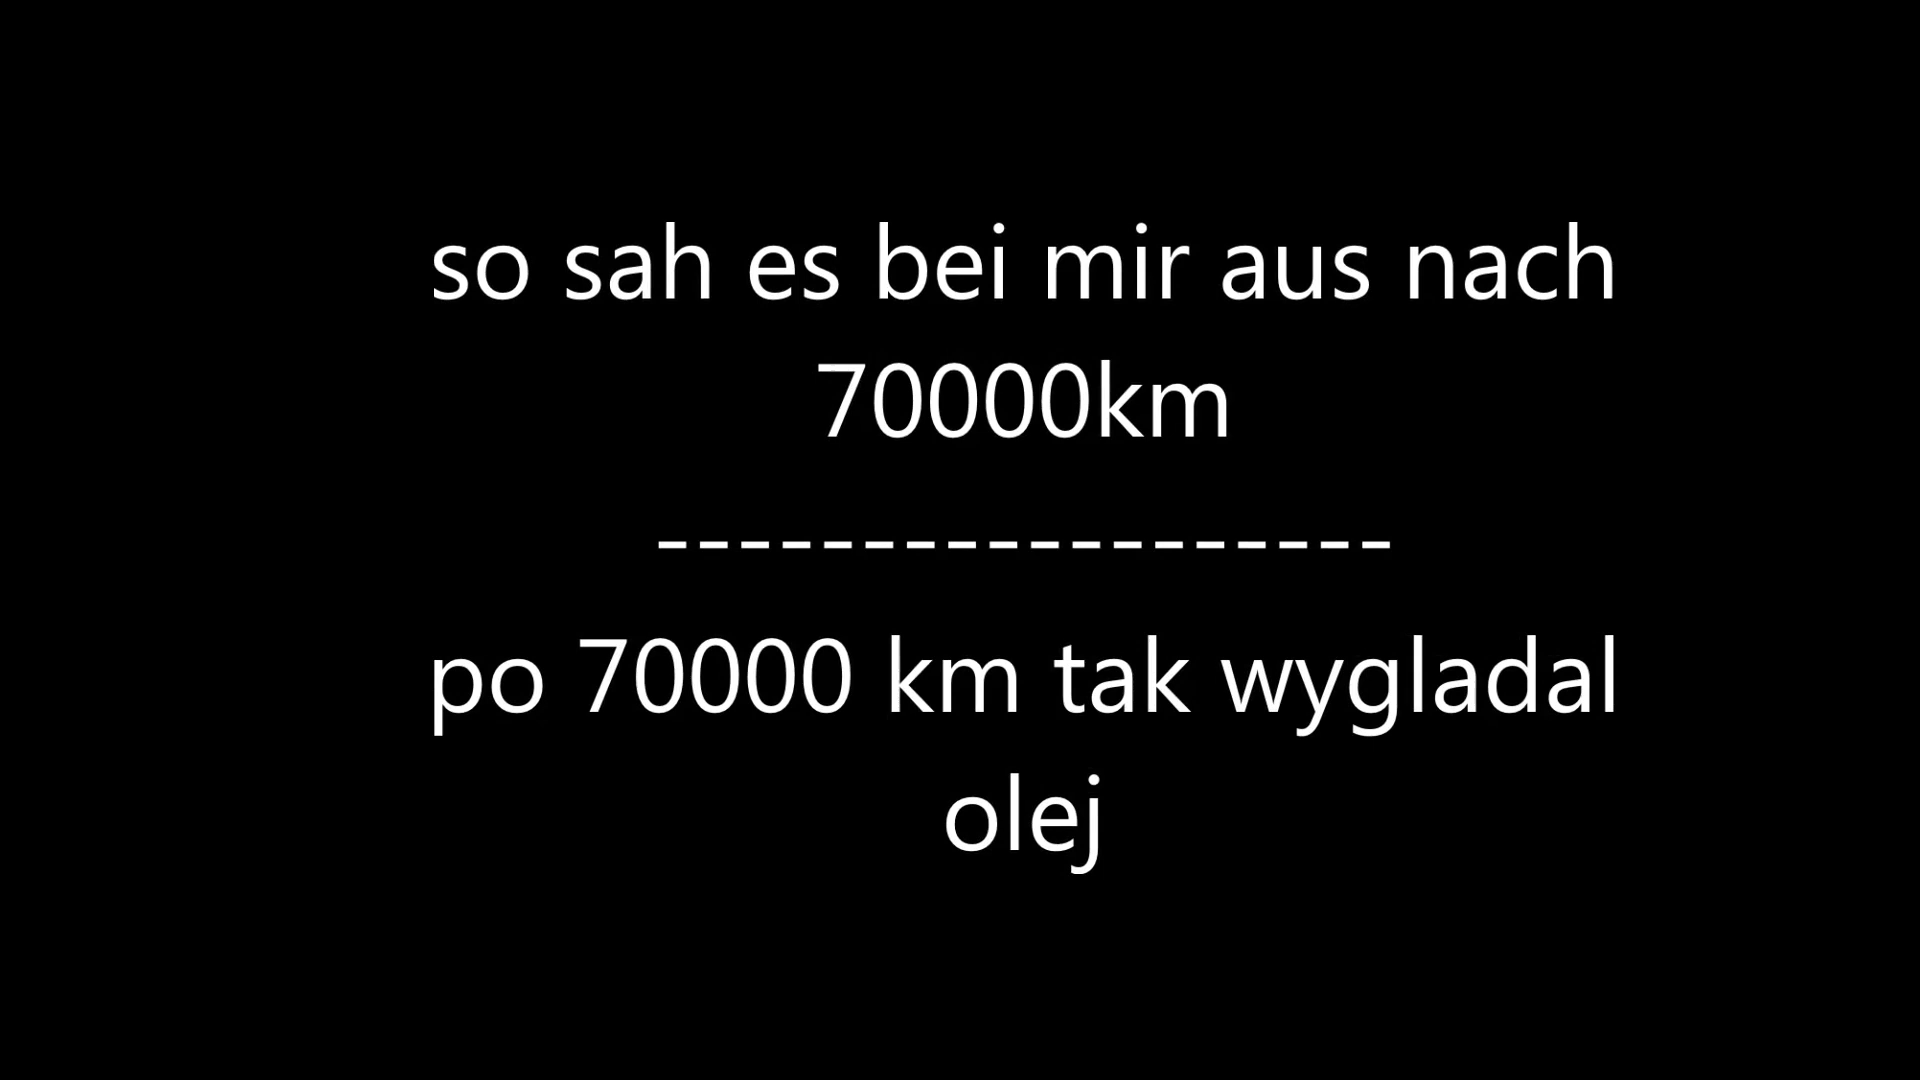 so sah es bei mir aus nach
70000km
------------------
po 70000 km tak wygladal
olej